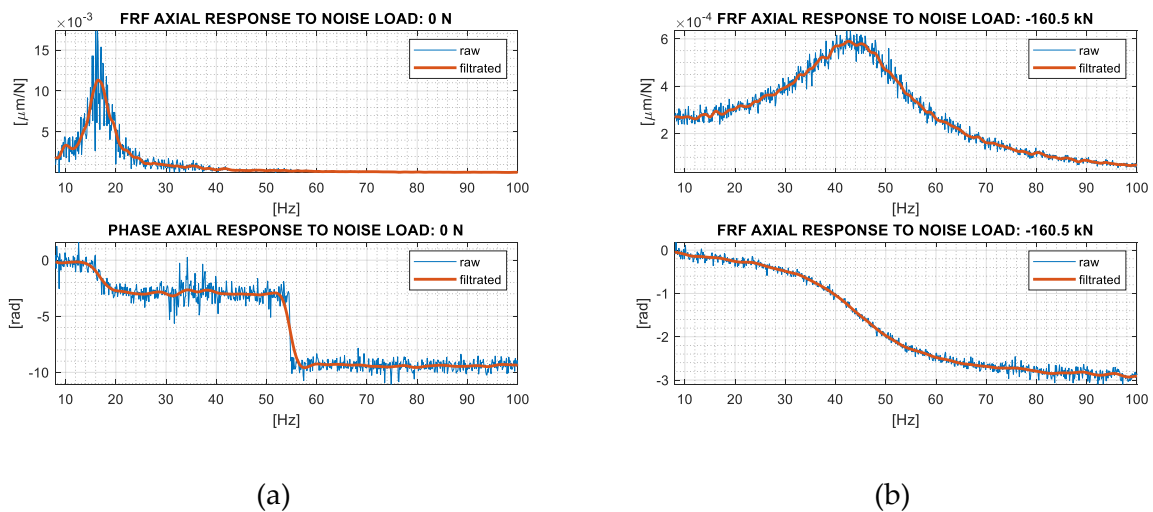 FRF AXIAL RESPONSE TO NOISE LOAD: 0 N
×10⁻³
15
10
5
[μm/N]
raw
filtrated
10 20 30 40 50 60 70 80 90 100
[Hz]
PHASE AXIAL RESPONSE TO NOISE LOAD: 0 N
0
-5
-10
[rad]
raw
filtrated
10 20 30 40 50 60 70 80 90 100
[Hz]
(a)
FRF AXIAL RESPONSE TO NOISE LOAD: -160.5 kN
×10⁻⁴
6
4
2
[μm/N]
raw
filtrated
10 20 30 40 50 60 70 80 90 100
[Hz]
FRF AXIAL RESPONSE TO NOISE LOAD: -160.5 kN
0
-1
-2
-3
[rad]
raw
filtrated
10 20 30 40 50 60 70 80 90 100
[Hz]
(b)